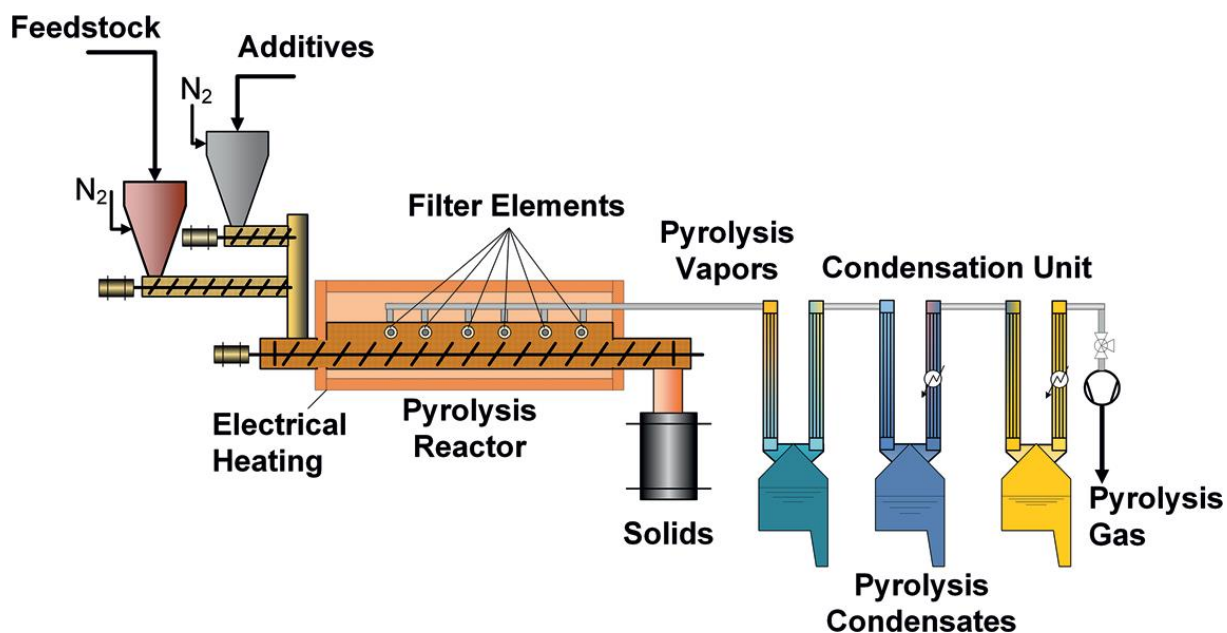 Feedstock
Additives
N₂
N₂
Filter Elements
Pyrolysis
Vapors
Condensation Unit
Electrical
Heating
Pyrolysis
Reactor
Solids
Pyrolysis
Gas
Pyrolysis
Condensates